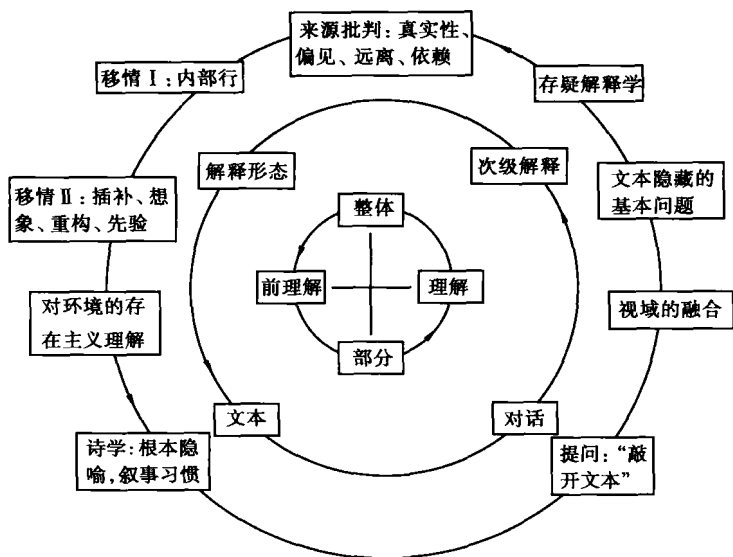 来源批判：真实性、
偏见、远离、依赖
移情Ⅰ：内部行
存疑解释学
解释形态
次级解释
移情Ⅱ：插补、想
象、重构、先验
整体
文本隐藏的
基本问题
前理解
理解
对环境的存
在主义理解
视域的融合
部分
文本
对话
诗学：根本隐
喻，叙事习惯
提问：“敲
开文本”